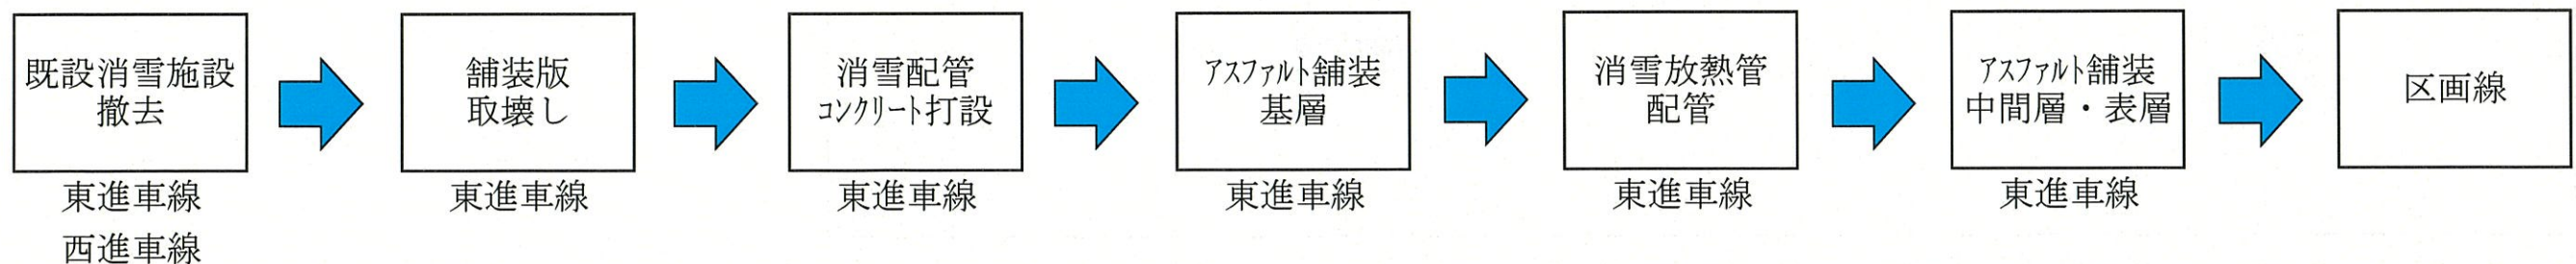 既設消雪施設
撤去
東進車線
西進車線
舗装版
取壊し
東進車線
消雪配管
ｺﾝｸﾘｰﾄ打設
東進車線
ｱｽﾌｧﾙﾄ舗装
基層
東進車線
消雪放熱管
配管
東進車線
ｱｽﾌｧﾙﾄ舗装
中間層・表層
東進車線
区画線